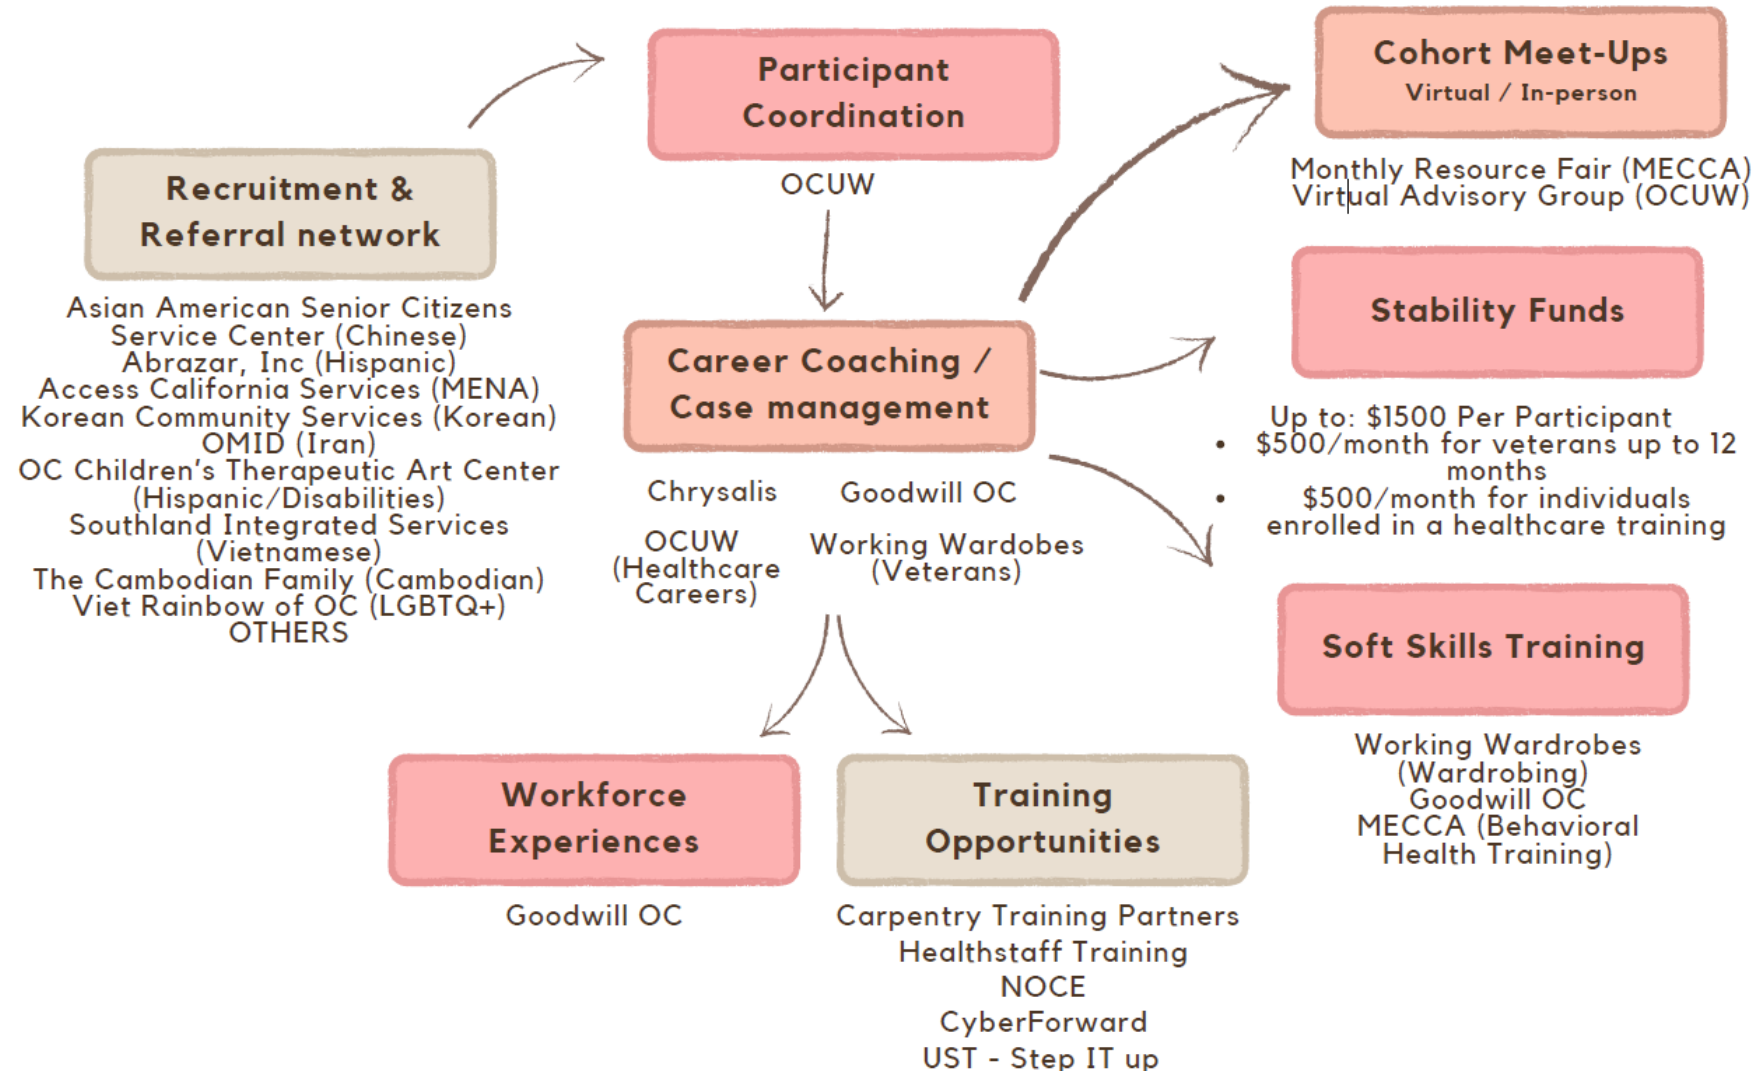 Participant
Coordination
OCUW
Recruitment &
Referral network
Asian American Senior Citizens
Service Center (Chinese)
Abrazar, Inc (Hispanic)
Access California Services (MENA)
Korean Community Services (Korean)
OMID (Iran)
OC Children's Therapeutic Art Center
(Hispanic/Disabilities)
Southland Integrated Services
(Vietnamese)
The Cambodian Family (Cambodian)
Viet Rainbow of OC (LGBTQ+)
OTHERS
Career Coaching /
Case management
Chrysalis
Goodwill OC
OCUW
(Healthcare
Careers)
Working Wardobes
(Veterans)
Cohort Meet-Ups
Virtual / In-person
Monthly Resource Fair (MECCA)
Virtual Advisory Group (OCUW)
Stability Funds
Up to: $1500 Per Participant
• $500/month for veterans up to 12
months
• $500/month for individuals
enrolled in a healthcare training
Soft Skills Training
Working Wardrobes
(Wardrobing)
Goodwill OC
MECCA (Behavioral
Health Training)
Workforce
Experiences
Goodwill OC
Training
Opportunities
Carpentry Training Partners
Healthstaff Training
NOCE
CyberForward
UST - Step IT up